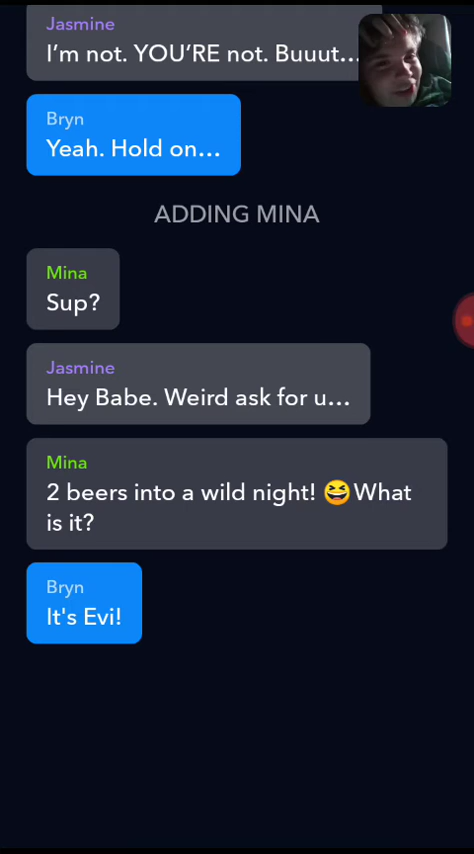 Jasmine
I’m not. YOU’RE not. Buuut...
Bryn
Yeah. Hold on...
ADDING MINA
Mina
Sup?
Jasmine
Hey Babe. Weird ask for u...
Mina
2 beers into a wild night! 😆What
is it?
Bryn
It's Evi!